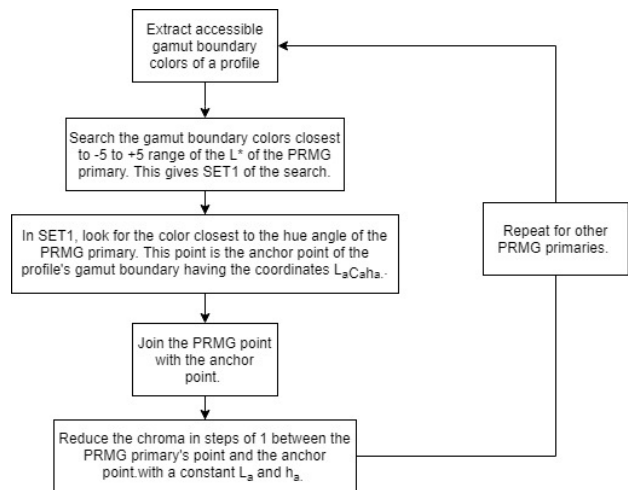 Extract accessible
gamut boundary
colors of a profile
Search the gamut boundary colors closest
to -5 to +5 range of the L* of the PRMG
primary. This gives SET1 of the search.
In SET1, look for the color closest to the hue angle of the
PRMG primary. This point is the anchor point of the
profile's gamut boundary having the coordinates LaCaha.
Join the PRMG point
with the anchor
point.
Reduce the chroma in steps of 1 between the
PRMG primary's point and the anchor
point.with a constant La and ha.
Repeat for other
PRMG primaries.